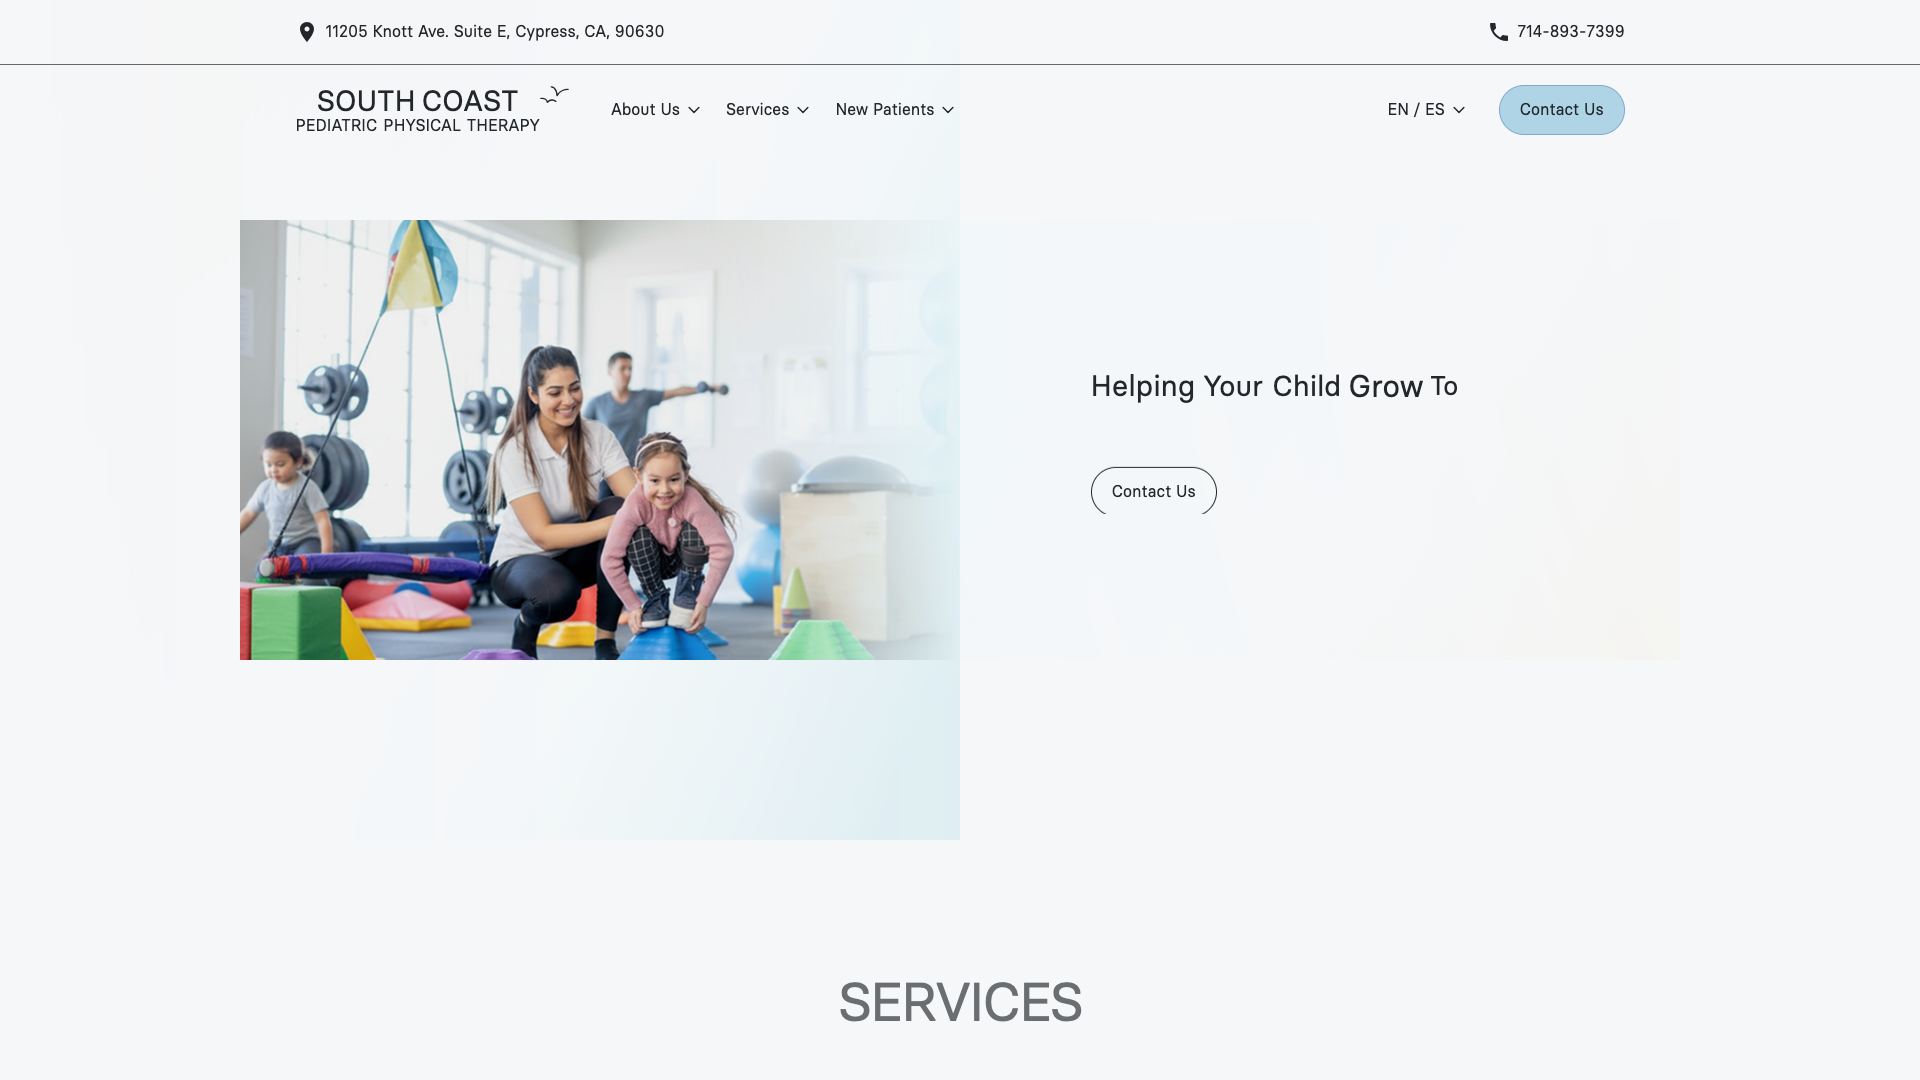 11205 Knott Ave. Suite E, Cypress, CA, 90630
714-893-7399
SOUTH COAST
PEDIATRIC PHYSICAL THERAPY
About Us
Services
New Patients
EN / ES
Contact Us
Helping Your Child Grow To
Contact Us
SERVICES